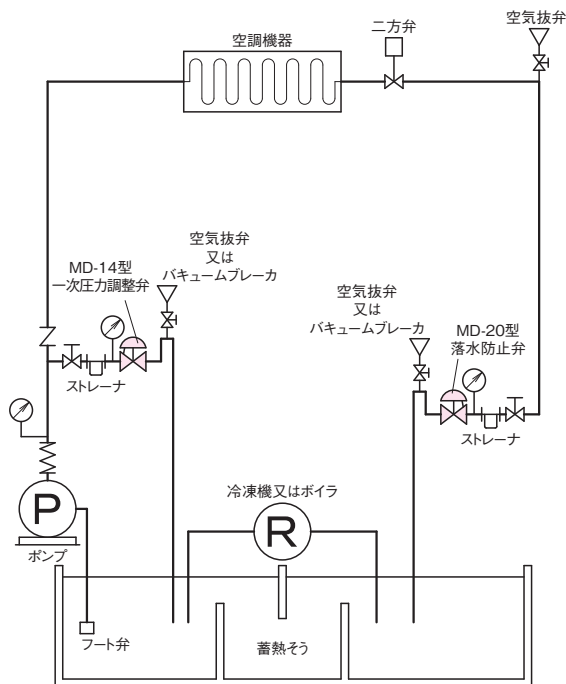 空気抜弁
二方弁
空調機器
空気抜弁
又は
バキュームブレーカ
MD-14型
一次圧力調整弁
空気抜弁
又は
バキュームブレーカ
MD-20型
落水防止弁
ストレーナ
ストレーナ
冷凍機又はボイラ
P
R
ポンプ
フート弁
蓄熱そう